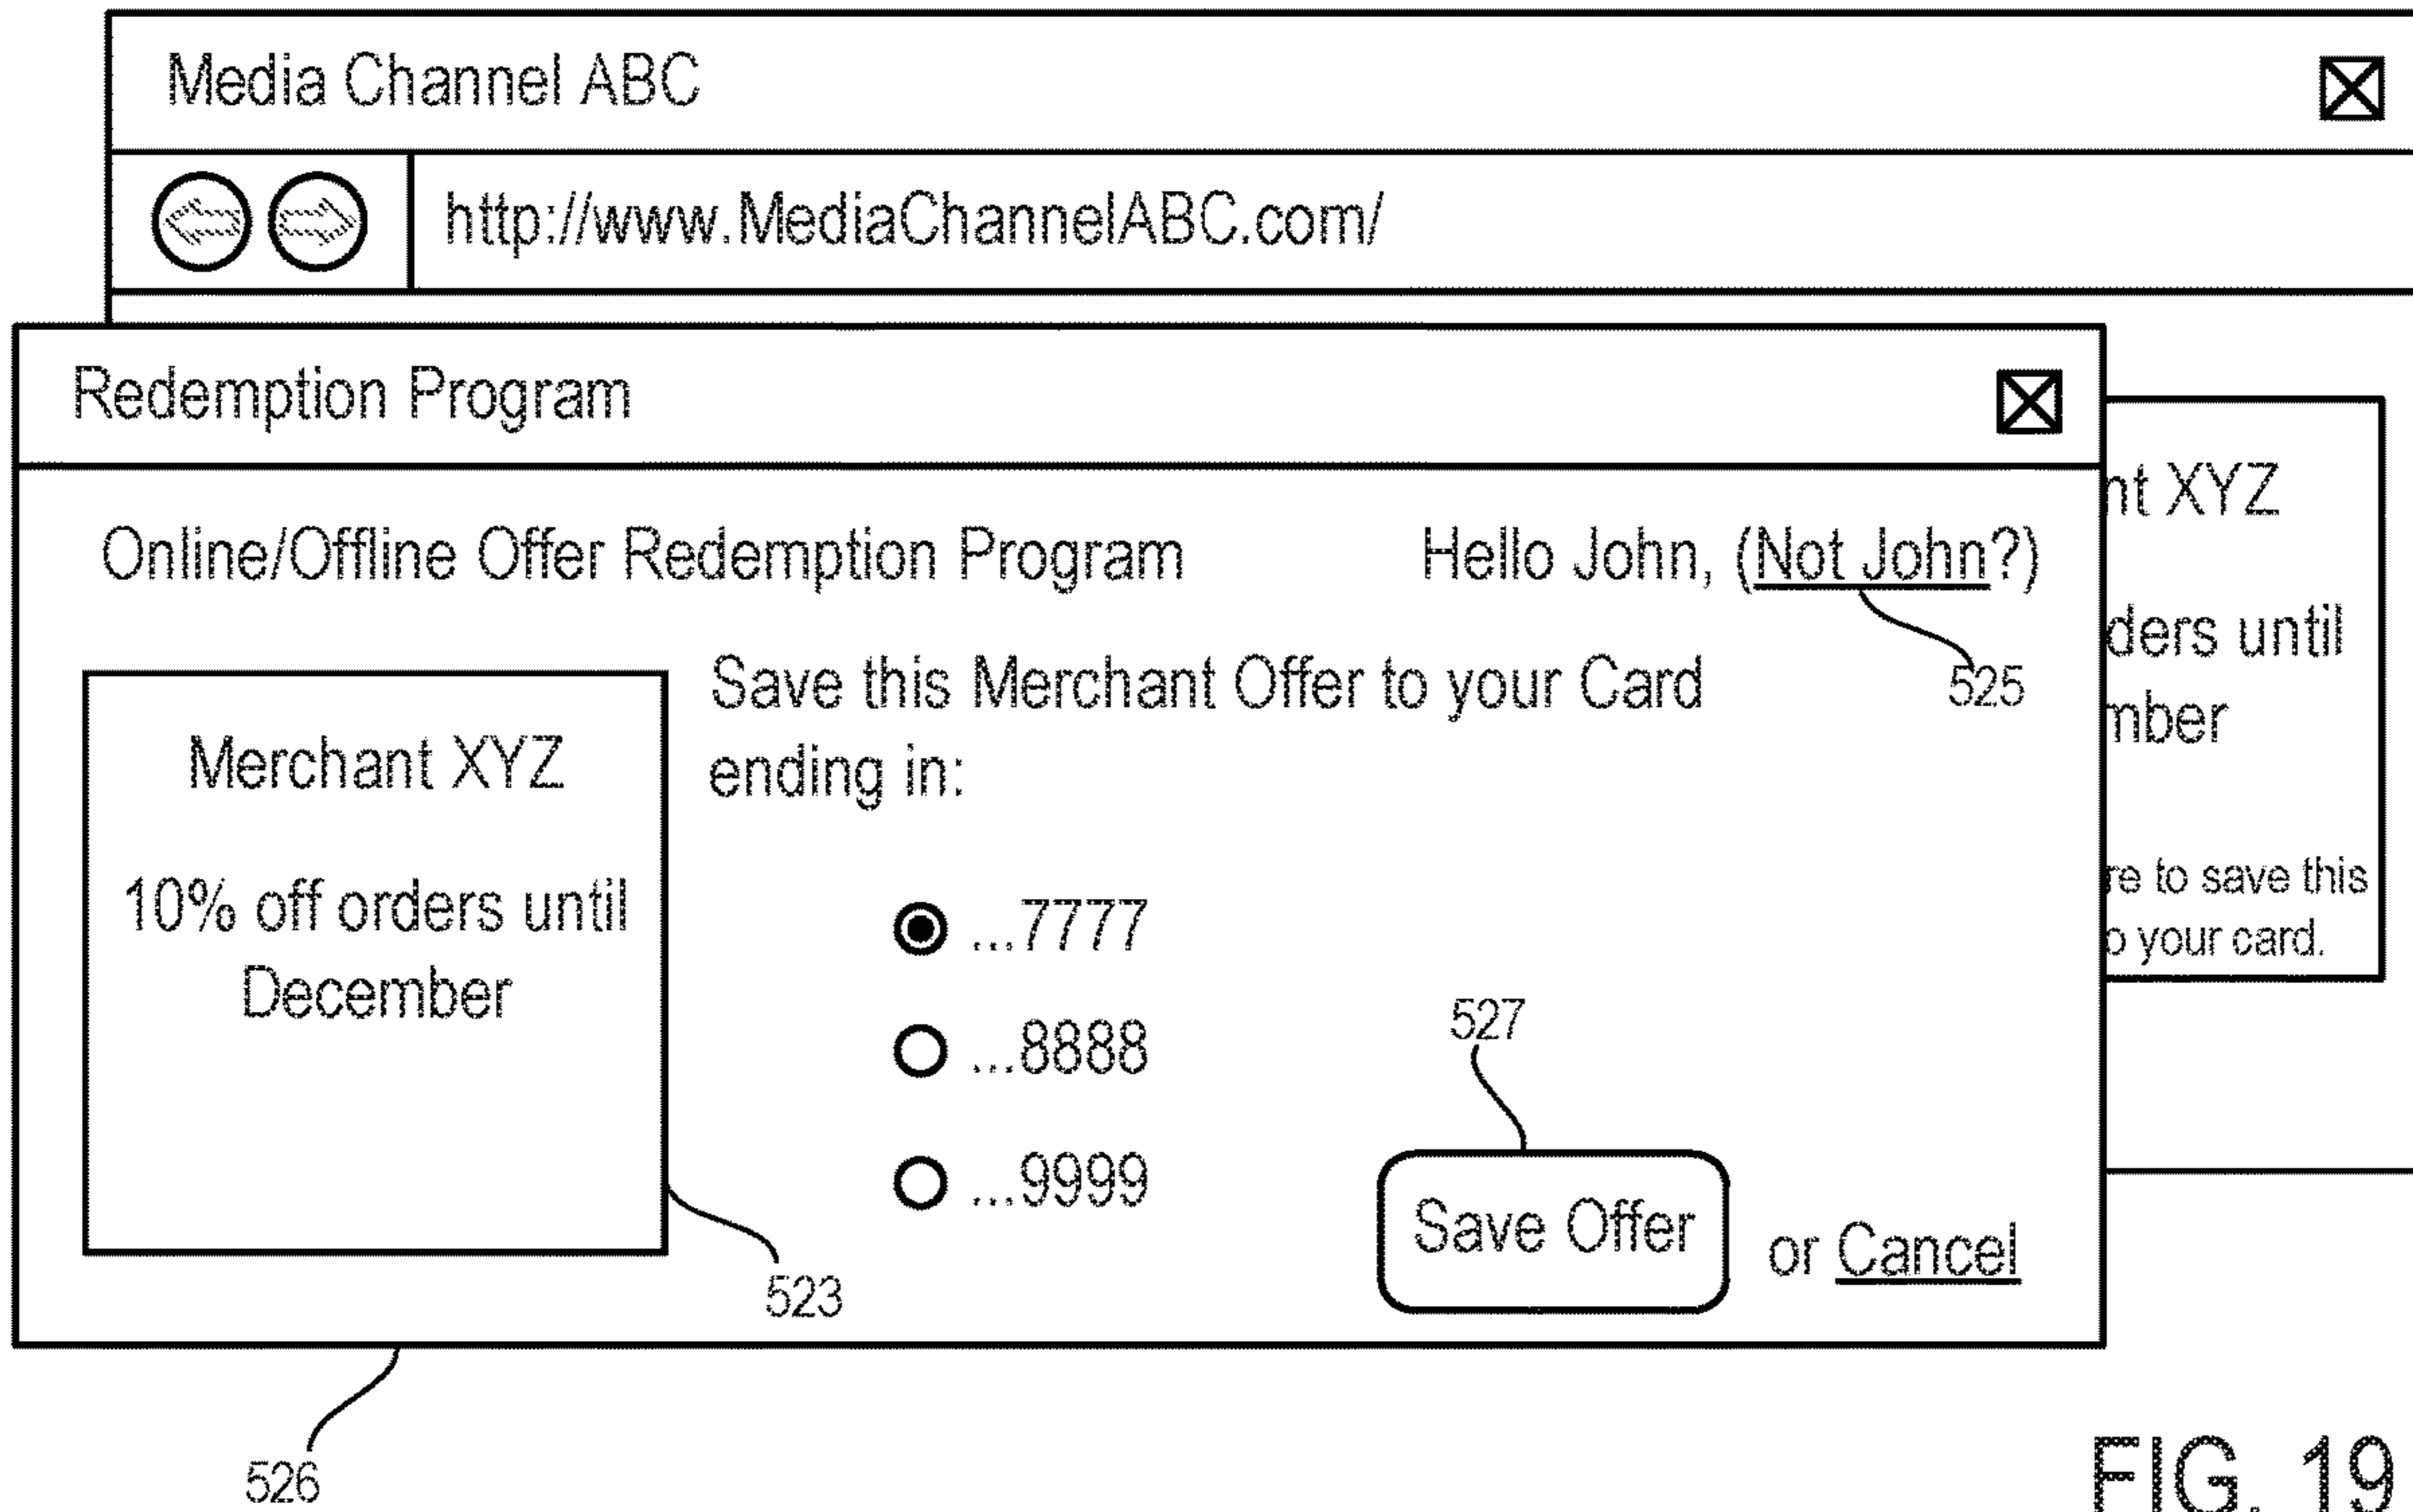 Media Channel ABC
http://www.MediaChannelABC.com/
Redemption Program
Online/Offline Offer Redemption Program
Hello John, (Not John?)
525
Save this Merchant Offer to your Card
ending in:
Merchant XYZ
10% off orders until
December
523
...7777
...8888
...9999
527
Save Offer
or Cancel
nt XYZ
ders until
mber
re to save this
o your card.
526
FIG. 19